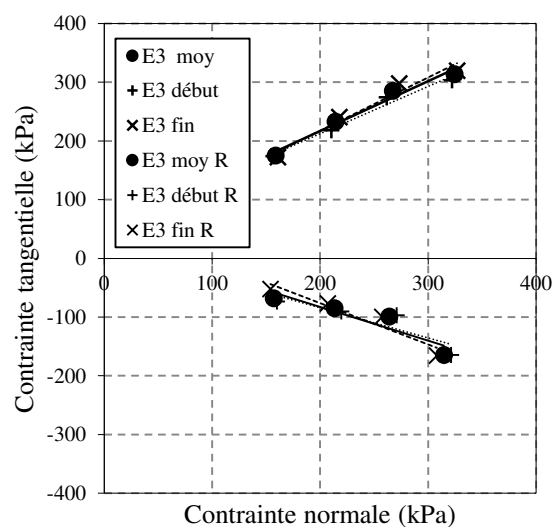 400
300
200
100
0
-100
-200
-300
-400
Contrainte tangentielle (kPa)
E3 moy
E3 début
E3 fin
E3 moy R
E3 début R
E3 fin R
0
100
200
300
400
Contrainte normale (kPa)